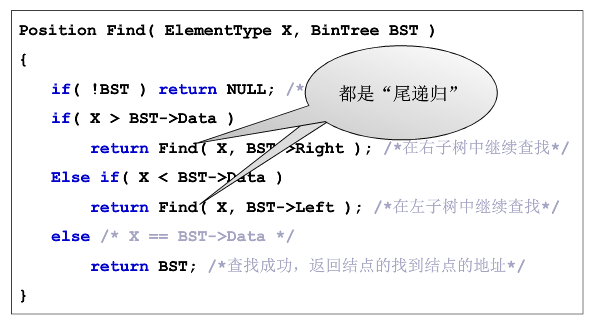 Position Find( ElementType X, BinTree BST )
{
if( !BST ) return NULL; /*
都是“尾递归”
if( X > BST->Data )
return Find( X, BST->Right ); /*在右子树中继续查找*/
Else if( X < BST->Data )
return Find( X, BST->Left ); /*在左子树中继续查找*/
else /* X == BST->Data */
return BST; /*查找成功，返回结点的找到结点的地址*/
}